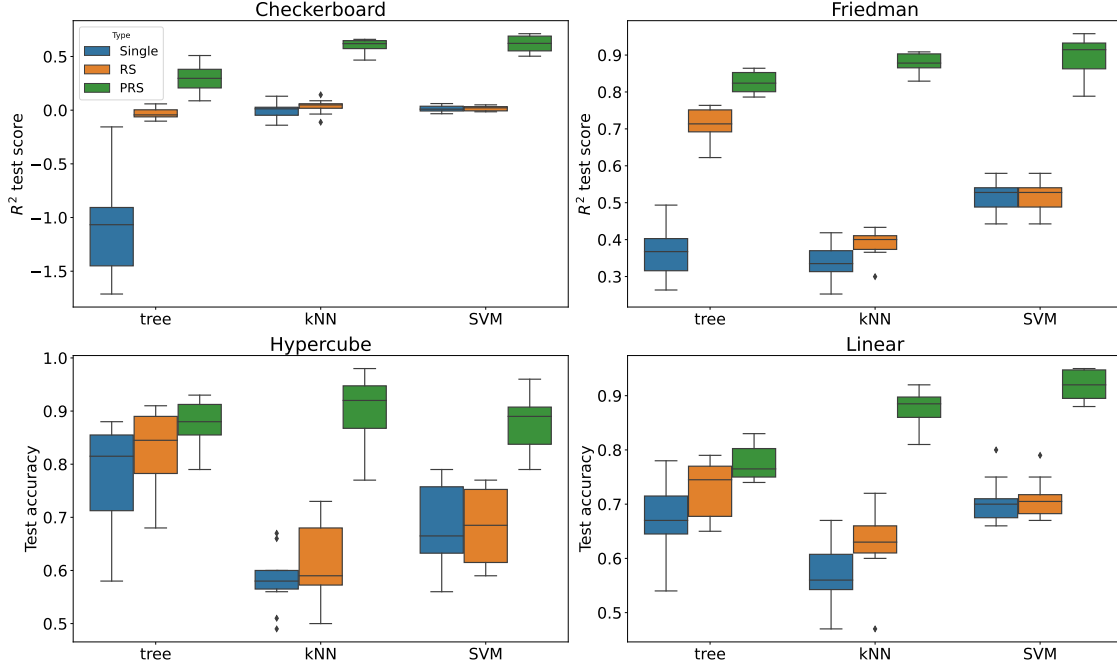 Checkerboard
Type
Single
RS
PRS
0.5
0.0
−0.5
−1.0
−1.5
R² test score
tree
kNN
SVM
Friedman
0.9
0.8
0.7
0.6
0.5
0.4
0.3
R² test score
tree
kNN
SVM
Hypercube
1.0
0.9
0.8
0.7
0.6
0.5
Test accuracy
tree
kNN
SVM
Linear
0.9
0.8
0.7
0.6
0.5
Test accuracy
tree
kNN
SVM